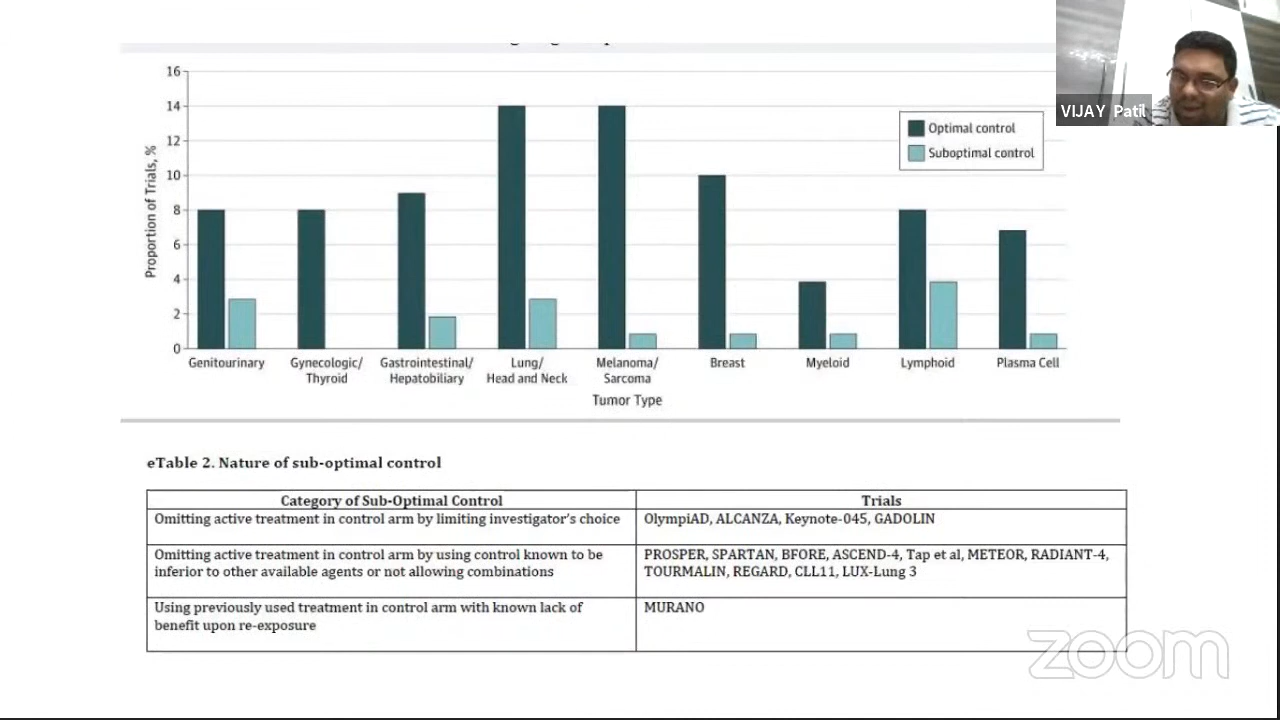 VIJAY Patil
16
14
12
10
8
6
4
2
0
Proportion of Trials, %
Optimal control
Suboptimal control
Genitourinary
Gynecologic/
Thyroid
Gastrointestinal/
Hepatobiliary
Lung/
Head and Neck
Melanoma/
Sarcoma
Breast
Myeloid
Lymphoid
Plasma Cell
Tumor Type
eTable 2. Nature of sub-optimal control
Category of Sub-Optimal Control
Trials
Omitting active treatment in control arm by limiting investigator's choice
OlympiAD, ALCANZA, Keynote-045, GADOLIN
Omitting active treatment in control arm by using control known to be
inferior to other available agents or not allowing combinations
PROSPER, SPARTAN, BFORE, ASCEND-4, Tap et al, METEOR, RADIANT-4,
TOURMALIN, REGARD, CLL11, LUX-Lung 3
Using previously used treatment in control arm with known lack of
benefit upon re-exposure
MURANO
zoom